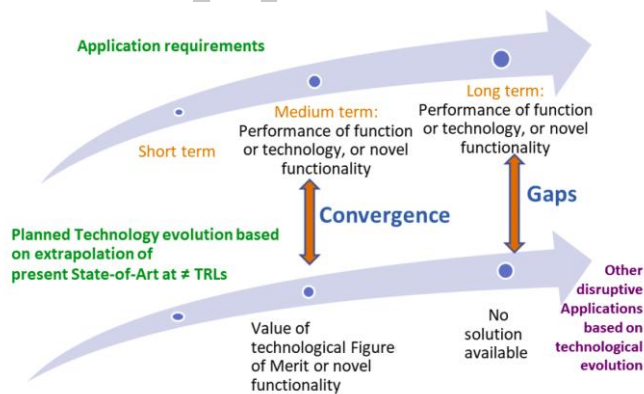 Application requirements
Short term
Medium term:
Performance of function
or technology, or novel
functionality
Long term:
Performance of function
or technology, or novel
functionality
Convergence
Gaps
Planned Technology evolution based
on extrapolation of
present State-of-Art at ≠ TRLs
Value of
technological Figure
of Merit or novel
functionality
No
solution
available
Other
disruptive
Applications
based on
technological
evolution